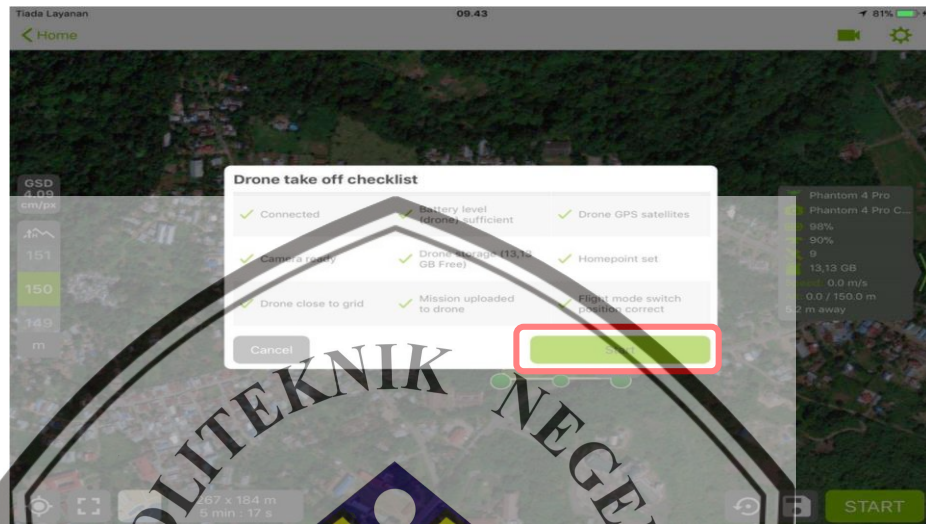 Tiada Layanan
09.43
81%
Home
GSD
4.09
cm/px
151
150
149
m
Drone take off checklist
Connected
Battery level
(drone) sufficient
Drone GPS satellites
Camera ready
Drone storage (13,13
GB Free)
Homepoint set
Drone close to grid
Mission uploaded
to drone
Flight mode switch
position correct
Cancel
Start
Phantom 4 Pro
Phantom 4 Pro C...
98%
90%
9
13,13 GB
0.0 m/s
0.0 / 150.0 m
5.2 m away
267 x 184 m
5 min : 17 s
START
POLITEKNIK NEGE